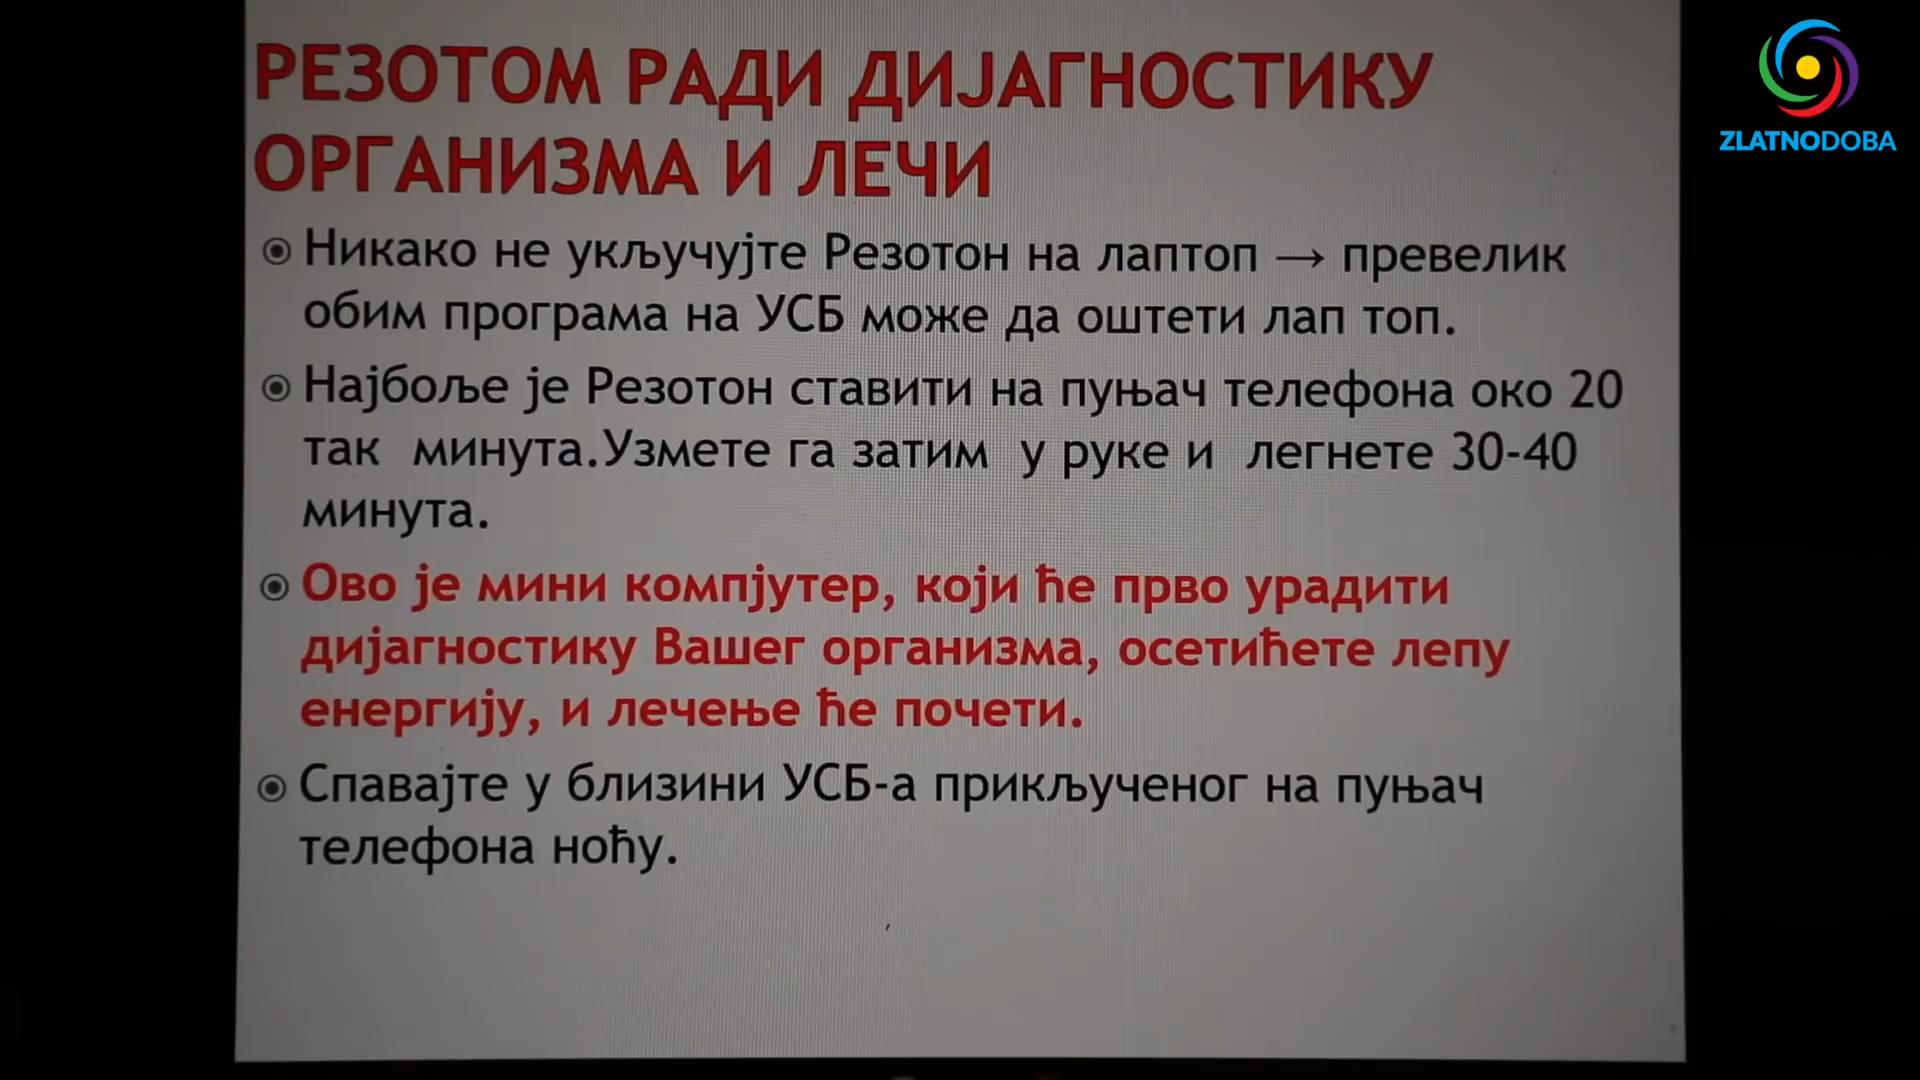 РЕЗОТОМ РАДИ ДИЈАГНОСТИКУ
ОРГАНИЗМА И ЛЕЧИ
Никако не укључујте Резотон на лаптоп → превелик
обим програма на УСБ може да оштети лап топ.
Најбоље је Резотон ставити на пуњач телефона око 20
так минута.Узмете га затим у руке и легнете 30-40
минута.
Ово је мини компјутер, који ће прво урадити
дијагностику Вашег организма, осетићете лепу
енергију, и лечење ће почети.
Спавајте у близини УСБ-а прикљученог на пуњач
телефона ноћу.
ZLATNODOBA